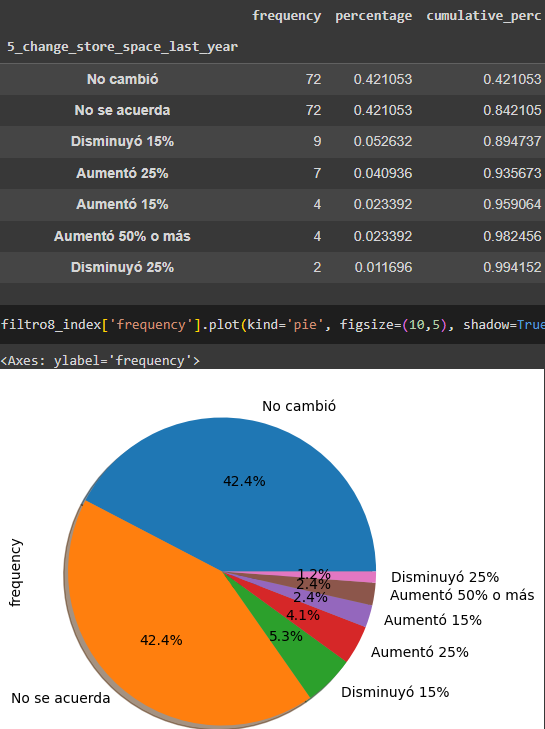 frequency percentage cumulative_perc
5_change_store_space_last_year
No cambió 72 0.421053 0.421053
No se acuerda 72 0.421053 0.842105
Disminuyó 15% 9 0.052632 0.894737
Aumentó 25% 7 0.040936 0.935673
Aumentó 15% 4 0.023392 0.959064
Aumentó 50% o más 4 0.023392 0.982456
Disminuyó 25% 2 0.011696 0.994152
filtro8_index['frequency'].plot(kind='pie', figsize=(10,5), shadow=True
<Axes: ylabel='frequency'>
No cambió
42.4%
frequency
1.2%
Disminuyó 25%
2.4%
Aumentó 50% o más
2.4%
Aumentó 15%
4.1%
5.3%
42.4%
Aumentó 25%
Disminuyó 15%
No se acuerda